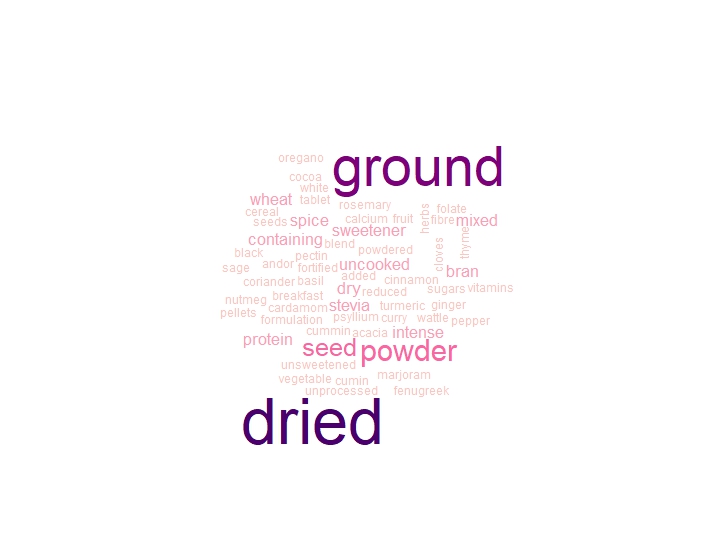 oregano
ground
cocoa
white
wheat tablet rosemary
cereal folate
seeds spice calcium fruit herbs fibre mixed
sweetener thyme
containing blend
black pectin powdered cloves
sage andor fortified uncooked bran
added
coriander basil cinnamon
dry reduced sugars vitamins
nutmeg breakfast
cardamom stevia turmeric ginger
pellets formulation psyllium curry wattle pepper
cummin acacia intense
protein seed powder
unsweetened
vegetable cumin marjoram
unprocessed fenugreek
dried